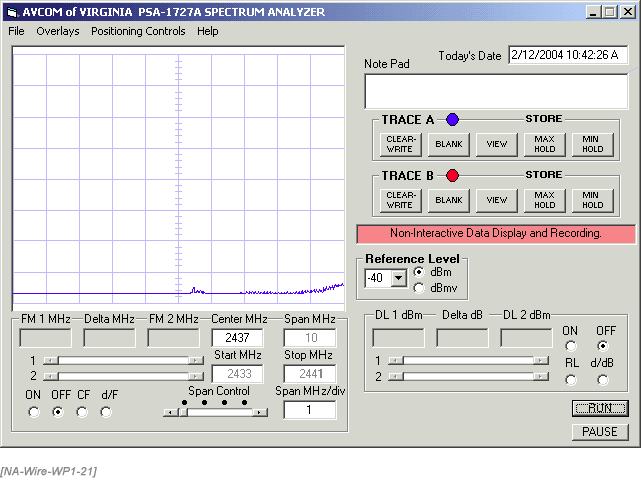 AVCOM of VIRGINIA PSA-1727A SPECTRUM ANALYZER
File Overlays Positioning Controls Help
Note Pad
Today's Date 2/12/2004 10:42:26 A
TRACE A STORE
CLEAR-WRITE BLANK VIEW MAX HOLD MIN HOLD
TRACE B STORE
CLEAR-WRITE BLANK VIEW MAX HOLD MIN HOLD
Non-Interactive Data Display and Recording.
Reference Level
-40
dBm
dBmv
FM 1 MHz Delta MHz FM 2 MHz Center MHz Span MHz
2437 10
1
2
Start MHz Stop MHz
2433 2441
ON OFF CF d/F
Span Control
Span MHz/div
1
DL 1 dBm Delta dB DL 2 dBm
ON OFF
1
2
RL d/dB
RUN
PAUSE
[NA-Wire-WP1-21]